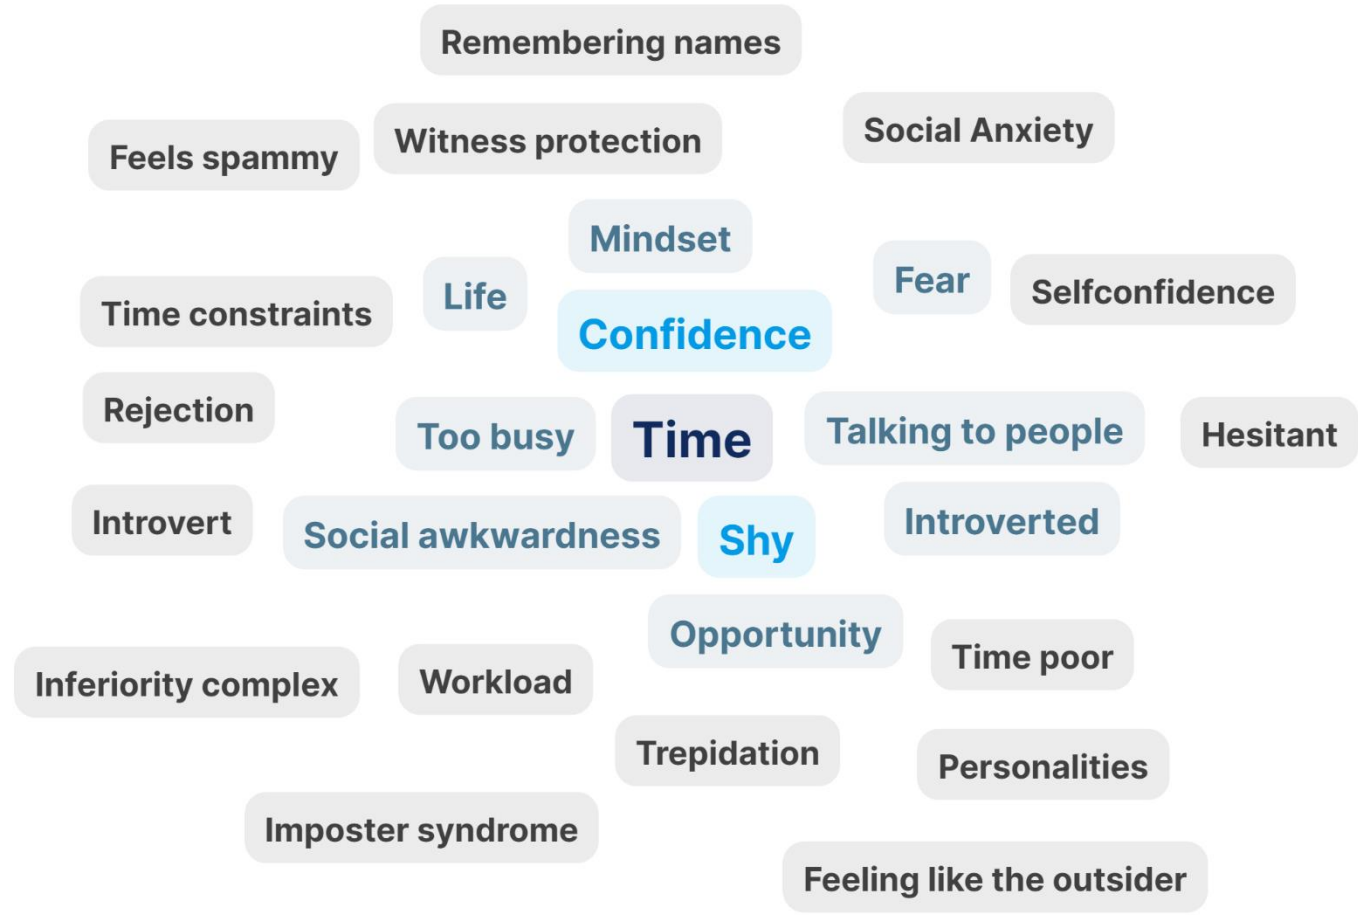 Remembering names
Social Anxiety
Witness protection
Feels spammy
Mindset
Fear
Selfconfidence
Life
Time constraints
Confidence
Rejection
Too busy
Time
Talking to people
Hesitant
Introvert
Social awkwardness
Shy
Introverted
Opportunity
Time poor
Inferiority complex
Workload
Trepidation
Personalities
Imposter syndrome
Feeling like the outsider